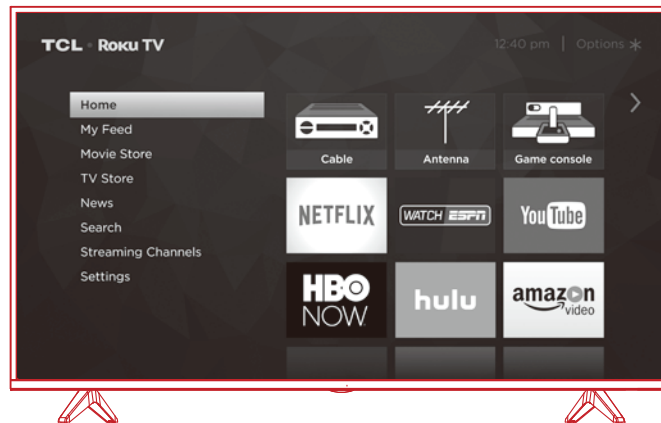 TCL • Roku TV
12:40 pm | Options *
Home
My Feed
Movie Store
TV Store
News
Search
Streaming Channels
Settings
Cable
Antenna
Game console
NETFLIX
WATCH ESPN
YouTube
HBO
NOW
hulu
amazon
video